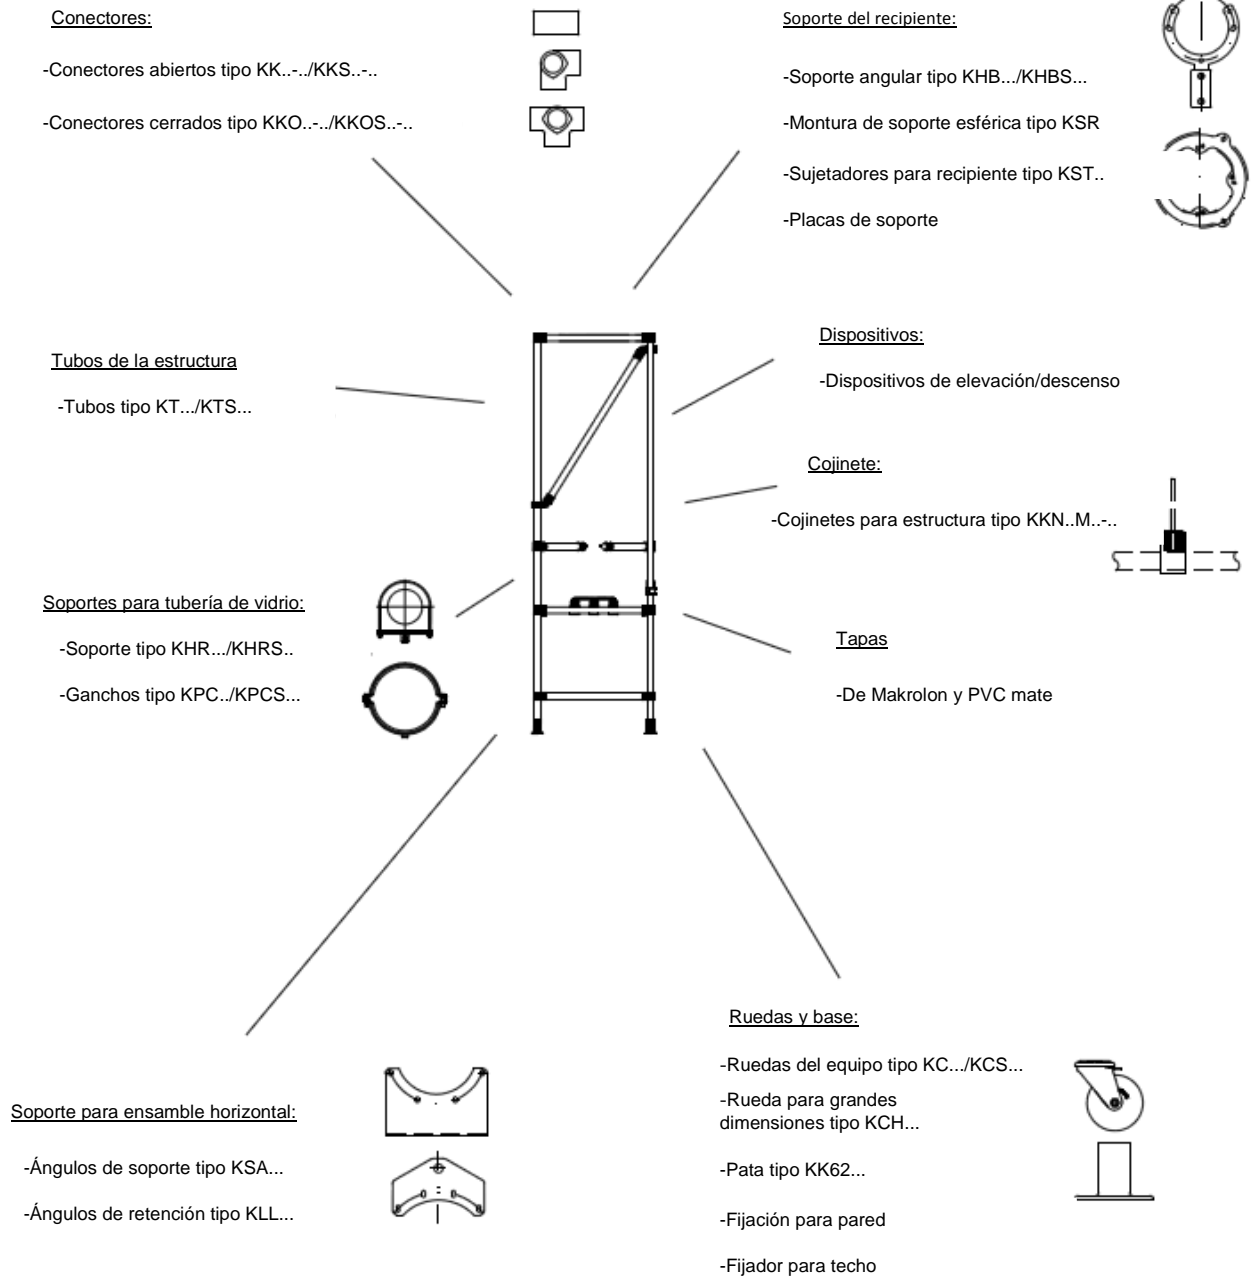 Conectores:
-Conectores abiertos tipo KK..-../KKS..-..
-Conectores cerrados tipo KKO..-../KKOS..-..
Soporte del recipiente:
-Soporte angular tipo KHB.../KHBS...
-Montura de soporte esférica tipo KSR
-Sujetadores para recipiente tipo KST..
-Placas de soporte
Tubos de la estructura
-Tubos tipo KT.../KTS...
Dispositivos:
-Dispositivos de elevación/descenso
Cojinete:
-Cojinetes para estructura tipo KKN..M..-..
Soportes para tubería de vidrio:
-Soporte tipo KHR.../KHRS..
-Ganchos tipo KPC../KPCS...
Tapas
-De Makrolon y PVC mate
Soporte para ensamble horizontal:
-Ángulos de soporte tipo KSA...
-Ángulos de retención tipo KLL...
Ruedas y base:
-Ruedas del equipo tipo KC.../KCS...
-Rueda para grandes
dimensiones tipo KCH...
-Pata tipo KK62...
-Fijación para pared
-Fijador para techo